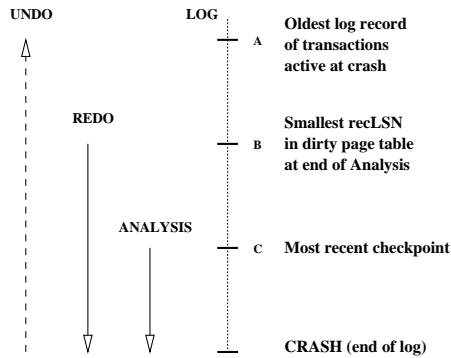 UNDO
LOG
A
Oldest log record
of transactions
active at crash
REDO
B
Smallest recLSN
in dirty page table
at end of Analysis
ANALYSIS
C
Most recent checkpoint
CRASH (end of log)